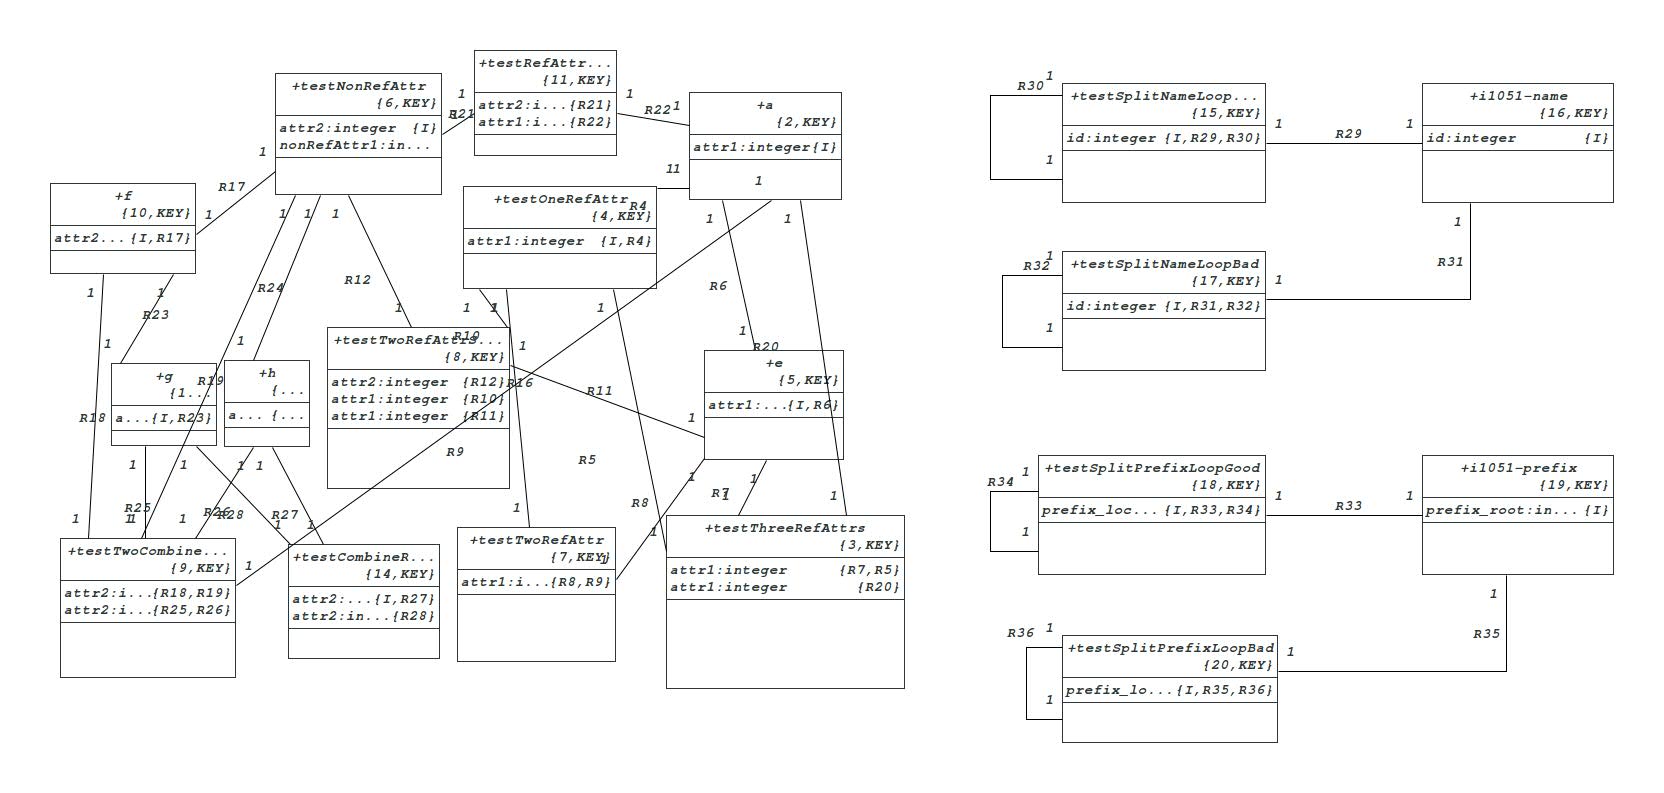 +testNonRefAttr
{6,KEY}
attr2:integer {I}
nonRefAttr1:in...
+testRefAttr...
{11,KEY}
attr2:i...{R21}
attr1:i...{R22}
+a
{2,KEY}
attr1:integer{I}
1
R21
1
1
R22
1
1
R17
1
+f
{10,KEY}
attr2...{I,R17}
11
1
+testOneRefAttr
R4
{4,KEY}
attr1:integer {I,R4}
1
1
1
1
1
1
1
R23
R24
R12
R6
1
1
1
1
1
1
1
1
R10
R20
+testTwoRefAttrs...
{8,KEY}
attr2:integer {R12}
attr1:integer {R10}
attr1:integer {R11}
1
R16
R11
+e
{5,KEY}
attr1:...{I,R6}
+g
{1...
a...{I,R23}
R19
R18
+h
{...
a... {...
1
1
1
1
1
R9
R5
R8
R7
1
1
1
1
R25
R26
R28
R27
1
11
1
1
1
1
1
+testTwoCombine...
{9,KEY}
attr2:i...{R18,R19}
attr2:i...{R25,R26}
1
+testCombineR...
{14,KEY}
attr2:...{I,R27}
attr2:in...{R28}
+testTwoRefAttr
{7,KEY}
1
attr1:i...{R8,R9}
+testThreeRefAttrs
{3,KEY}
attr1:integer {R7,R5}
attr1:integer {R20}
R30
1
1
+testSplitNameLoop...
{15,KEY}
id:integer {I,R29,R30}
1
R29
1
+i1051-name
{16,KEY}
id:integer {I}
1
R31
R32
1
1
+testSplitNameLoopBad
{17,KEY}
id:integer {I,R31,R32}
1
R34
1
1
+testSplitPrefixLoopGood
{18,KEY}
prefix_loc... {I,R33,R34}
1
R33
1
+i1051-prefix
{19,KEY}
prefix_root:in... {I}
1
R35
R36
1
1
+testSplitPrefixLoopBad
{20,KEY}
prefix_lo...{I,R35,R36}
1